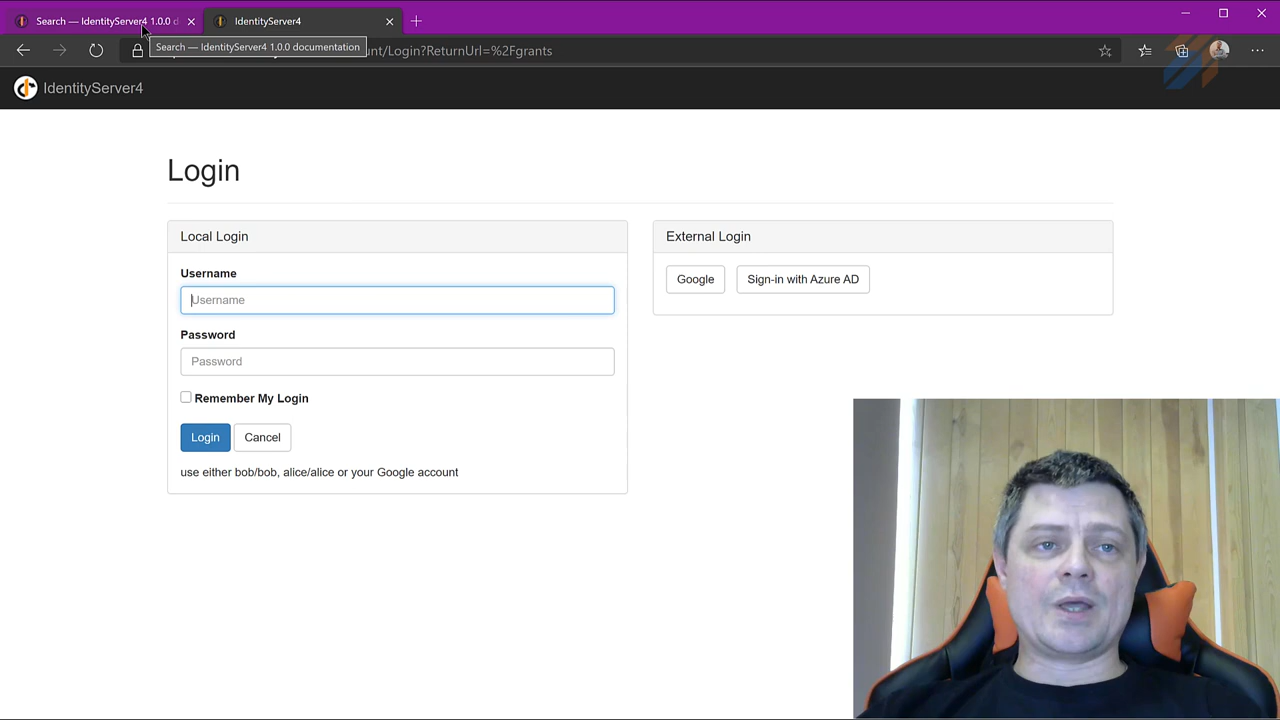 Search — IdentityServer4 1.0.0 d
IdentityServer4
Search — IdentityServer4 1.0.0 documentation
unt/Login?ReturnUrl=%2Fgrants
IdentityServer4
Login
Local Login
Username
Username
Password
Password
Remember My Login
Login
Cancel
use either bob/bob, alice/alice or your Google account
External Login
Google
Sign-in with Azure AD